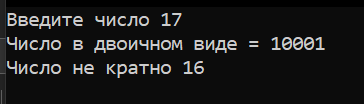 Введите число 17
Число в двоичном виде = 10001
Число не кратно 16